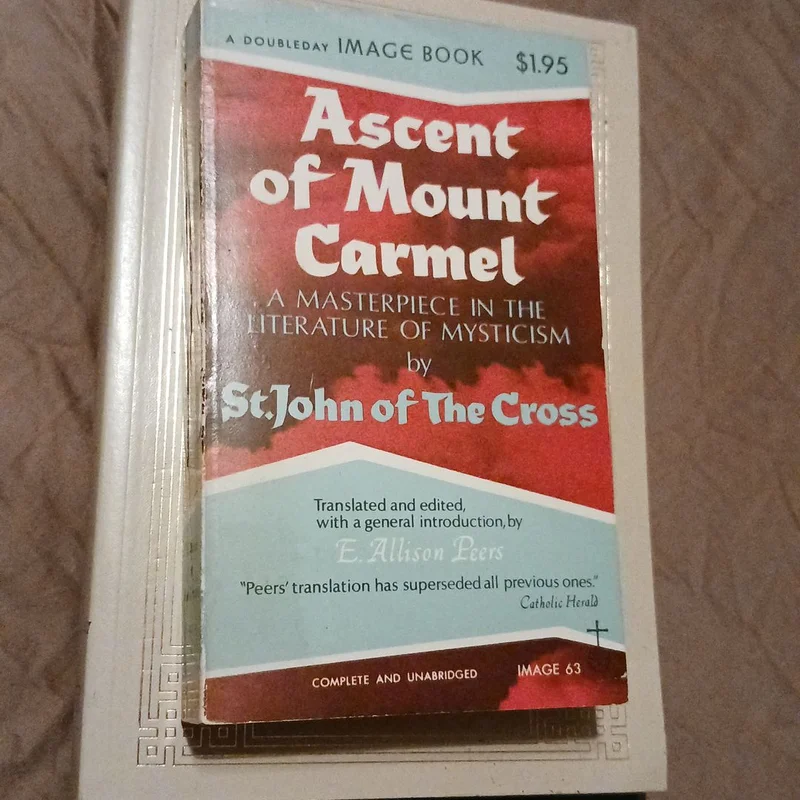 A DOUBLEDAY IMAGE BOOK $1.95
Ascent
of Mount
Carmel
A MASTERPIECE IN THE
LITERATURE OF MYSTICISM
by
St. John of The Cross
Translated and edited,
with a general introduction, by
E. Allison Peers
"Peers' translation has superseded all previous ones."
Catholic Herald
COMPLETE AND UNABRIDGED IMAGE 63